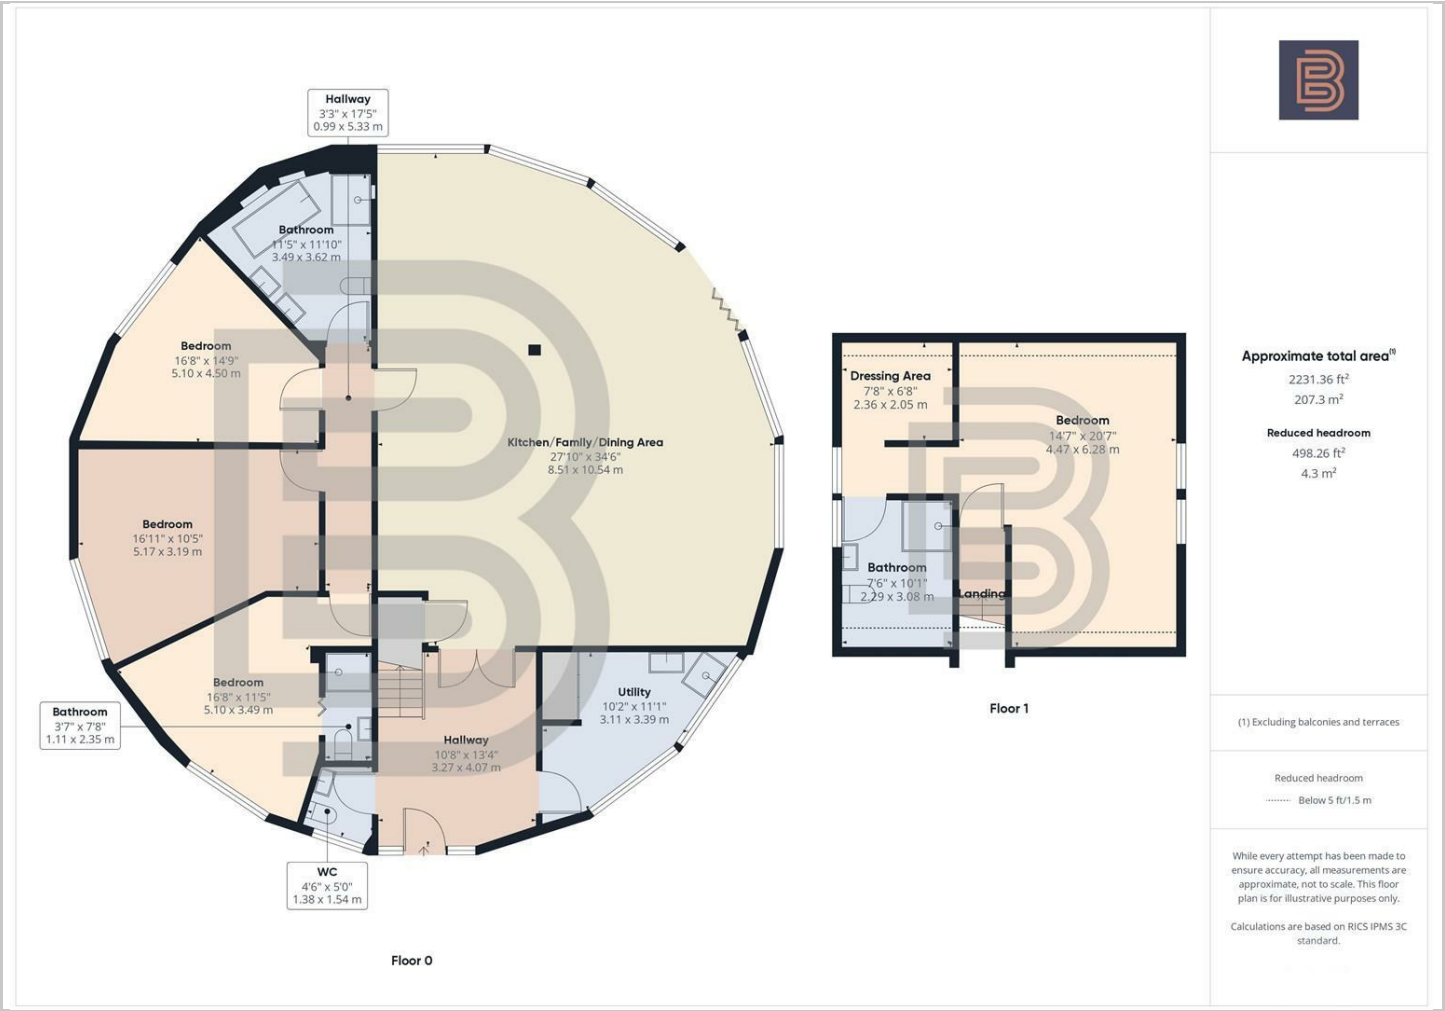 Hallway
3'3" x 17'5"
0.99 x 5.33 m
Bathroom
11'5" x 11'10"
3.49 x 3.62 m
Bedroom
16'8" x 14'9"
5.10 x 4.50 m
Kitchen/Family/Dining Area
27'10" x 34'6"
8.51 x 10.54 m
Bedroom
16'11" x 10'5"
5.17 x 3.19 m
Bedroom
16'8" x 11'5"
5.10 x 3.49 m
Bathroom
3'7" x 7'8"
1.11 x 2.35 m
Hallway
10'8" x 13'4"
3.27 x 4.07 m
Utility
10'2" x 11'1"
3.11 x 3.39 m
WC
4'6" x 5'0"
1.38 x 1.54 m
Floor 0
Dressing Area
7'8" x 6'8"
2.36 x 2.05 m
Bedroom
14'7" x 20'7"
4.47 x 6.28 m
Bathroom
7'6" x 10'1"
2.29 x 3.08 m
Landing
Floor 1
B
Approximate total area(1)
2231.36 ft²
207.3 m²
Reduced headroom
498.26 ft²
4.3 m²
(1) Excluding balconies and terraces
Reduced headroom
Below 5 ft/1.5 m
While every attempt has been made to
ensure accuracy, all measurements are
approximate, not to scale. This floor
plan is for illustrative purposes only.
Calculations are based on RICS IPMS 3C
standard.